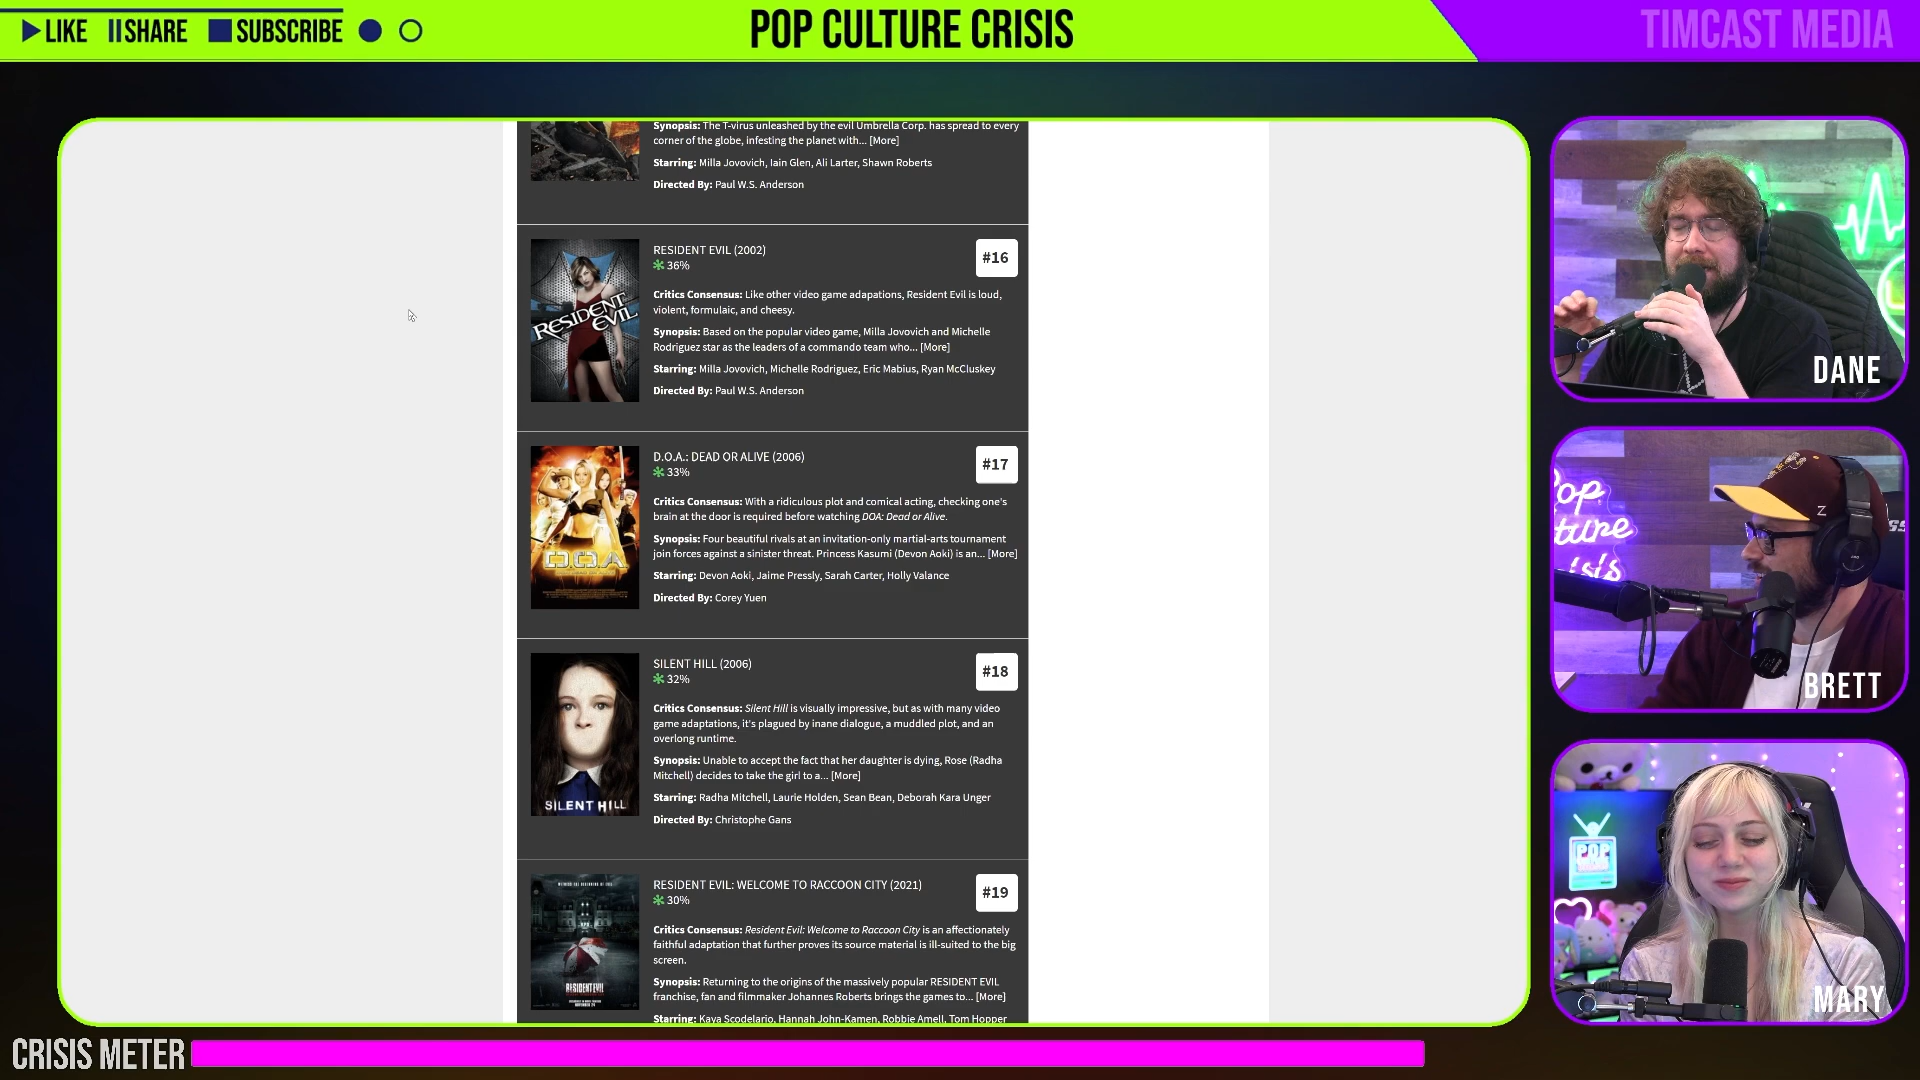 LIKE SHARE SUBSCRIBE
POP CULTURE CRISIS
TIMCAST MEDIA
Synopsis: The T-virus unleashed by the evil Umbrella Corp. has spread to every
corner of the globe, infesting the planet with... [More]
Starring: Milla Jovovich, Iain Glen, Ali Larter, Shawn Roberts
Directed By: Paul W.S. Anderson
RESIDENT EVIL
RESIDENT EVIL (2002)
36%
#16
Critics Consensus: Like other video game adapations, Resident Evil is loud,
violent, formulaic, and cheesy.
Synopsis: Based on the popular video game, Milla Jovovich and Michelle
Rodriguez star as the leaders of a commando team who... [More]
Starring: Milla Jovovich, Michelle Rodriguez, Eric Mabius, Ryan McCluskey
Directed By: Paul W.S. Anderson
D.O.A.
D.O.A.: DEAD OR ALIVE (2006)
33%
#17
Critics Consensus: With a ridiculous plot and comical acting, checking one's
brain at the door is required before watching DOA: Dead or Alive.
Synopsis: Four beautiful rivals at an invitation-only martial-arts tournament
join forces against a sinister threat. Princess Kasumi (Devon Aoki) is an... [More]
Starring: Devon Aoki, Jaime Pressly, Sarah Carter, Holly Valance
Directed By: Corey Yuen
SILENT HILL
SILENT HILL (2006)
32%
#18
Critics Consensus: Silent Hill is visually impressive, but as with many video
game adaptations, it's plagued by inane dialogue, a muddled plot, and an
overlong runtime.
Synopsis: Unable to accept the fact that her daughter is dying, Rose (Radha
Mitchell) decides to take the girl to a... [More]
Starring: Radha Mitchell, Laurie Holden, Sean Bean, Deborah Kara Unger
Directed By: Christophe Gans
RESIDENT EVIL
RESIDENT EVIL: WELCOME TO RACCOON CITY (2021)
30%
#19
Critics Consensus: Resident Evil: Welcome to Raccoon City is an affectionately
faithful adaptation that further proves its source material is ill-suited to the big
screen.
Synopsis: Returning to the origins of the massively popular RESIDENT EVIL
franchise, fan and filmmaker Johannes Roberts brings the games to... [More]
Starring: Kaya Scodelario, Hannah John-Kamen, Robbie Amell, Tom Hopper
DANE
Z
BRETT
POP
MARY
CRISIS METER